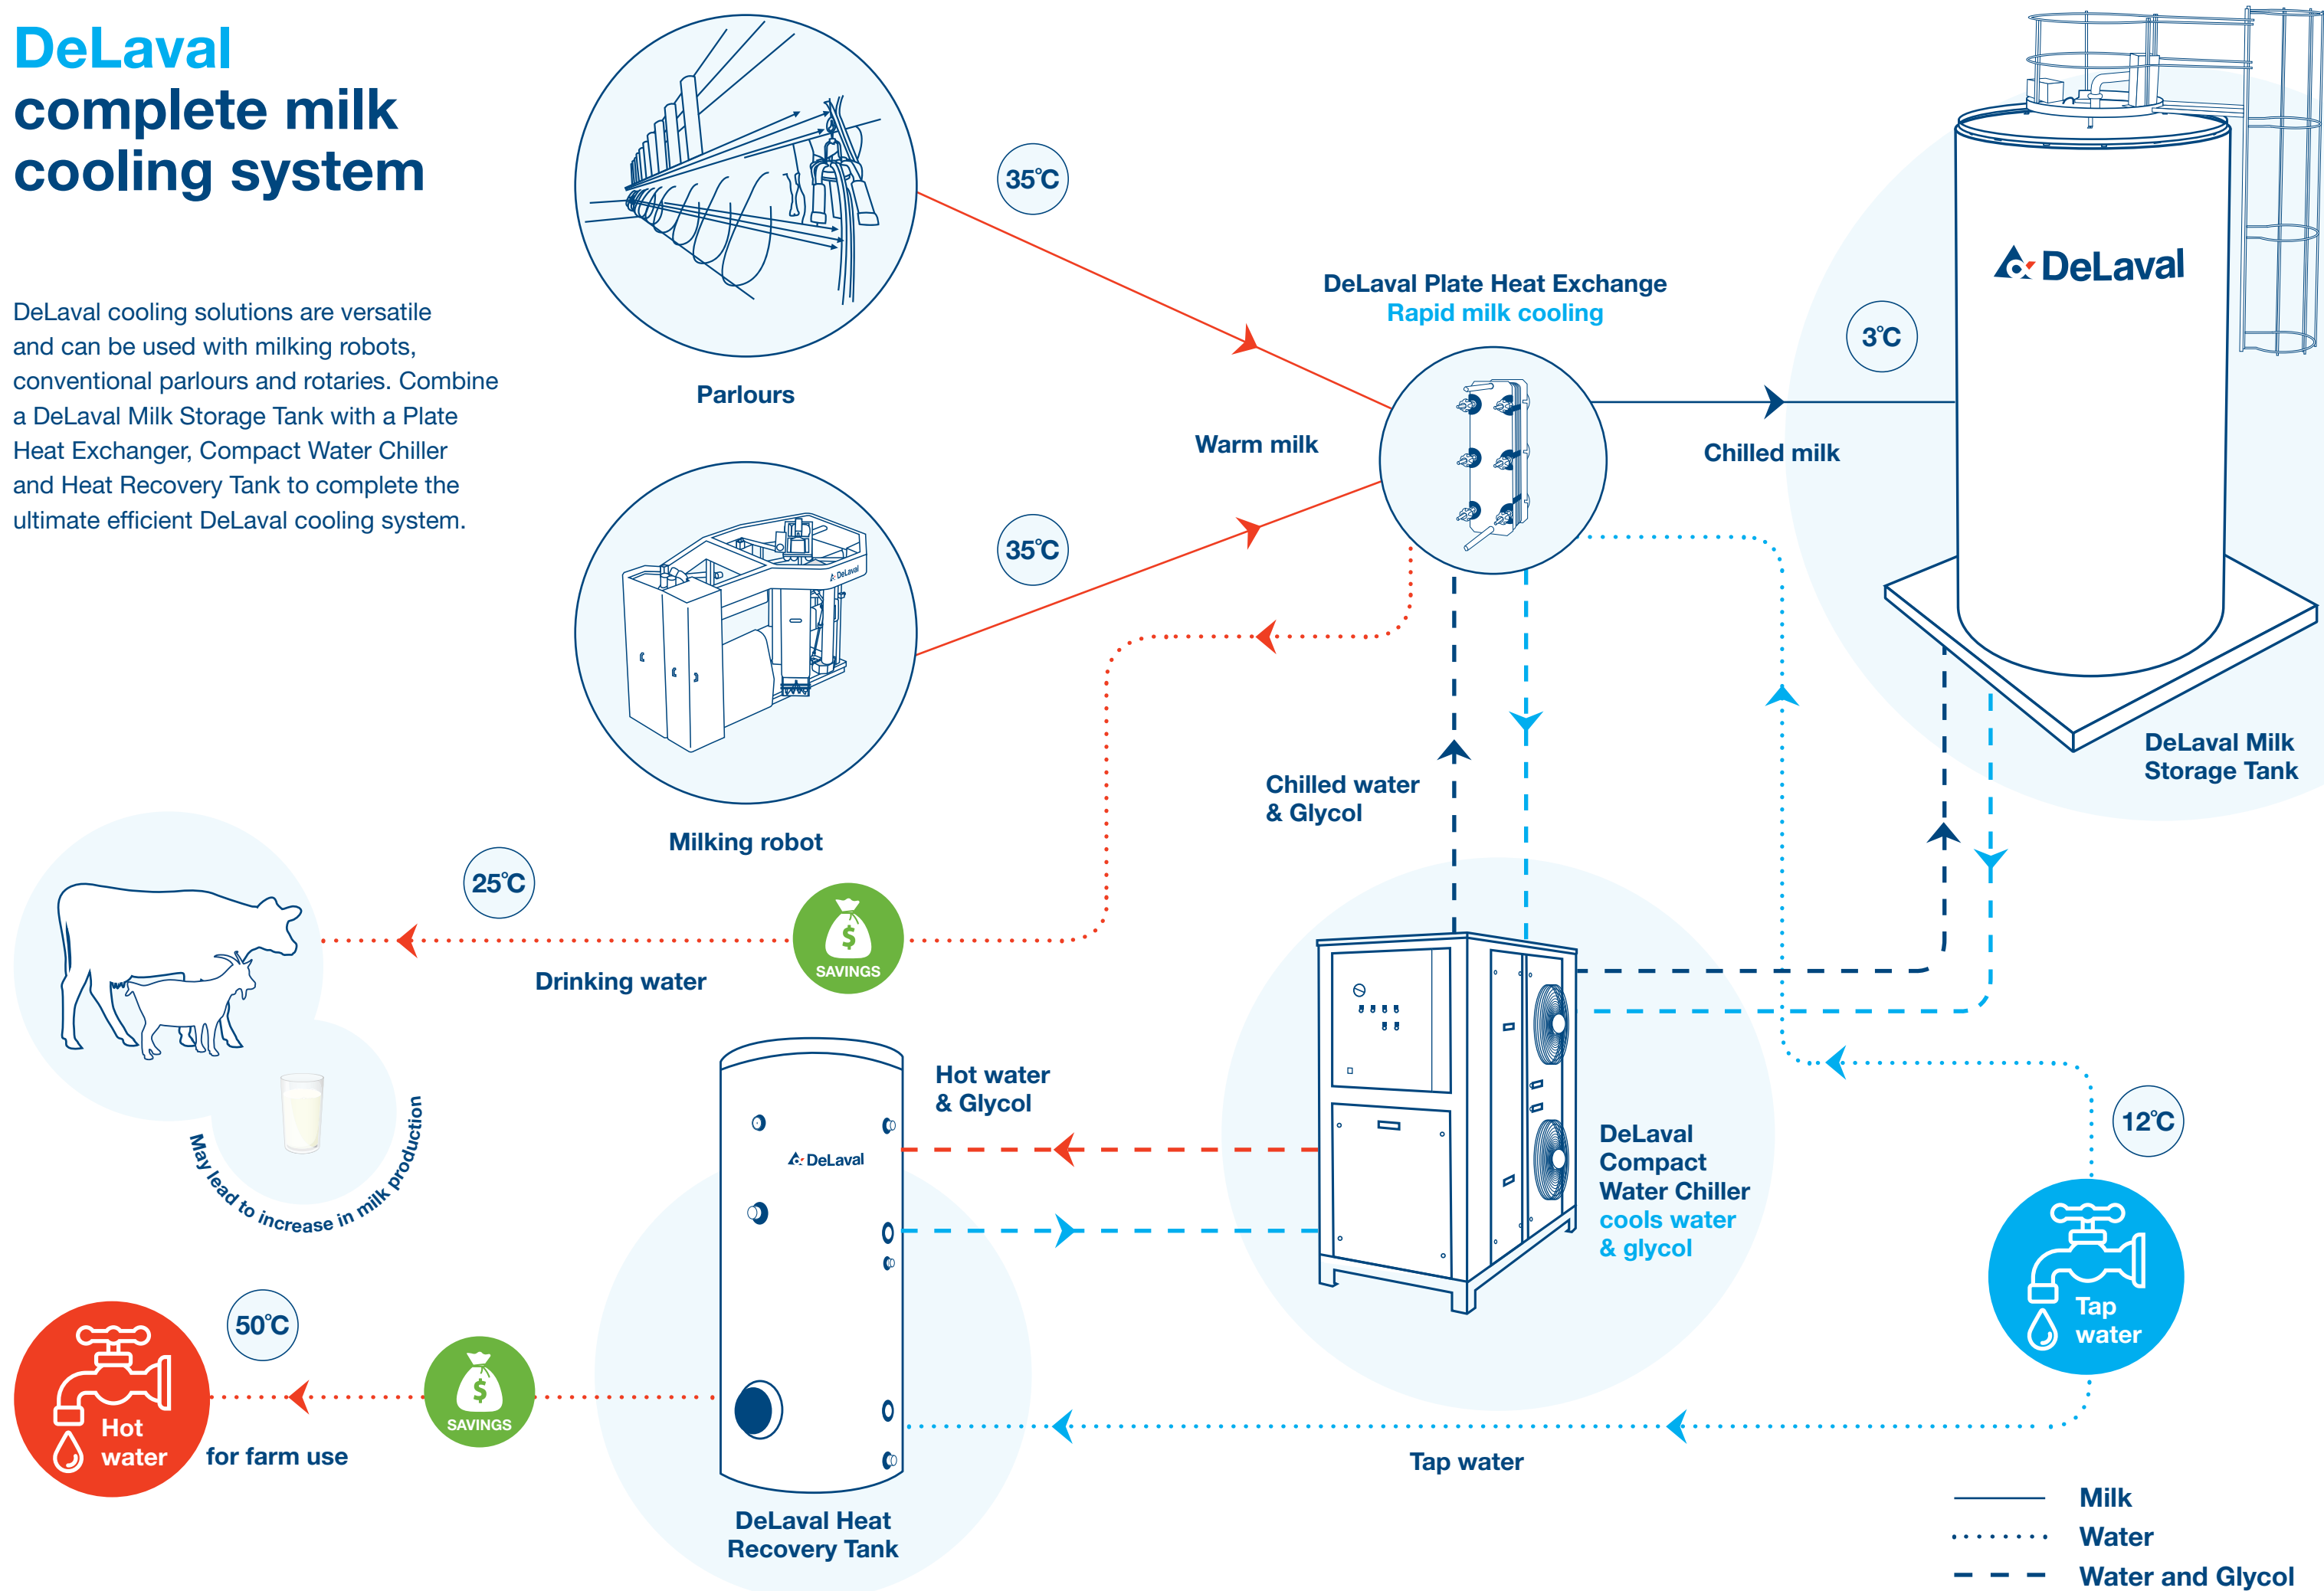 DeLaval
complete milk
cooling system
DeLaval cooling solutions are versatile
and can be used with milking robots,
conventional parlours and rotaries. Combine
a DeLaval Milk Storage Tank with a Plate
Heat Exchanger, Compact Water Chiller
and Heat Recovery Tank to complete the
ultimate efficient DeLaval cooling system.
35°C
Parlours
DeLaval Plate Heat Exchange
Rapid milk cooling
Warm milk
3°C
Chilled milk
DeLaval
35°C
DeLaval
Milking robot
DeLaval Milk
Storage Tank
Chilled water
& Glycol
25°C
Drinking water
$
SAVINGS
May lead to increase in milk production
Hot water
& Glycol
DeLaval
DeLaval
Compact
Water Chiller
cools water
& glycol
12°C
Tap
water
50°C
Hot
water
for farm use
$
SAVINGS
Tap water
DeLaval Heat
Recovery Tank
Milk
Water
Water and Glycol